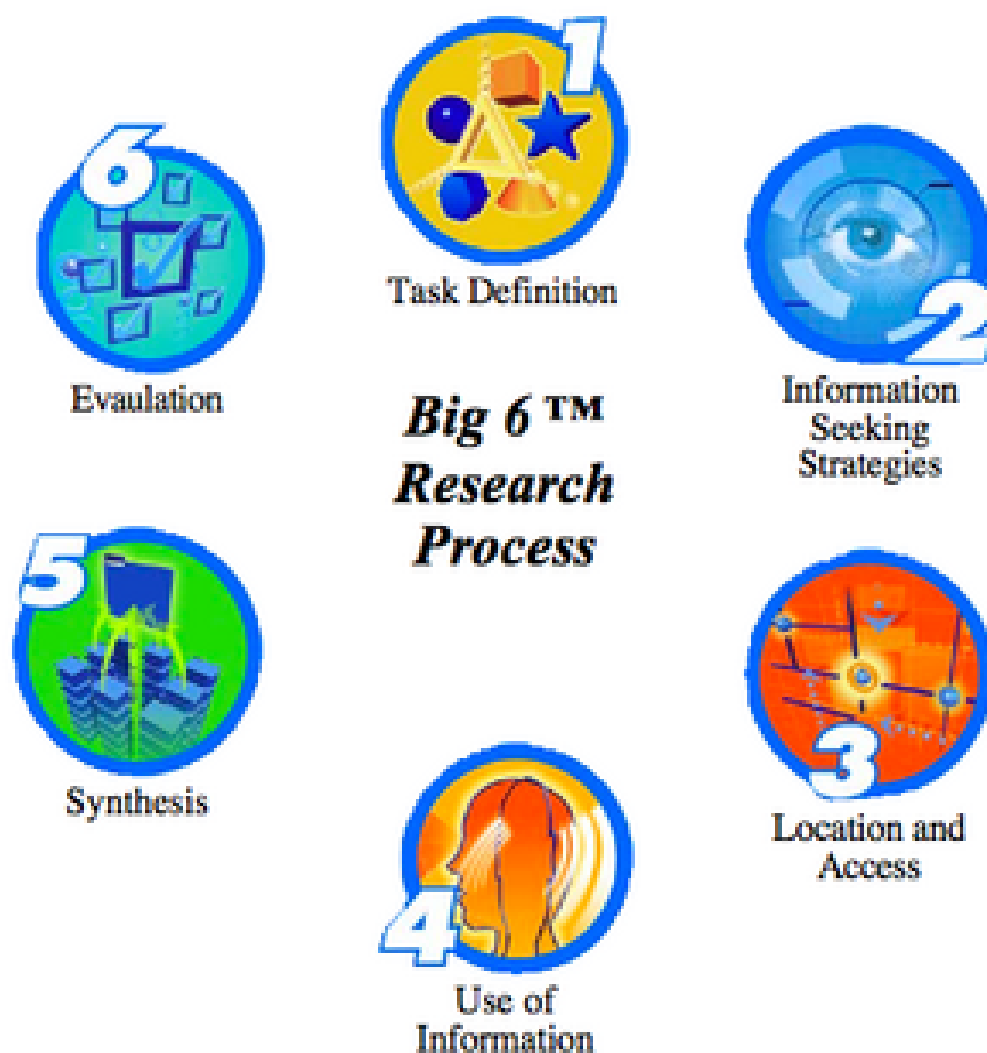 1
Task Definition
2
Information
Seeking
Strategies
3
Location and
Access
4
Use of
Information
5
Synthesis
6
Evaulation
Big 6 ™
Research
Process